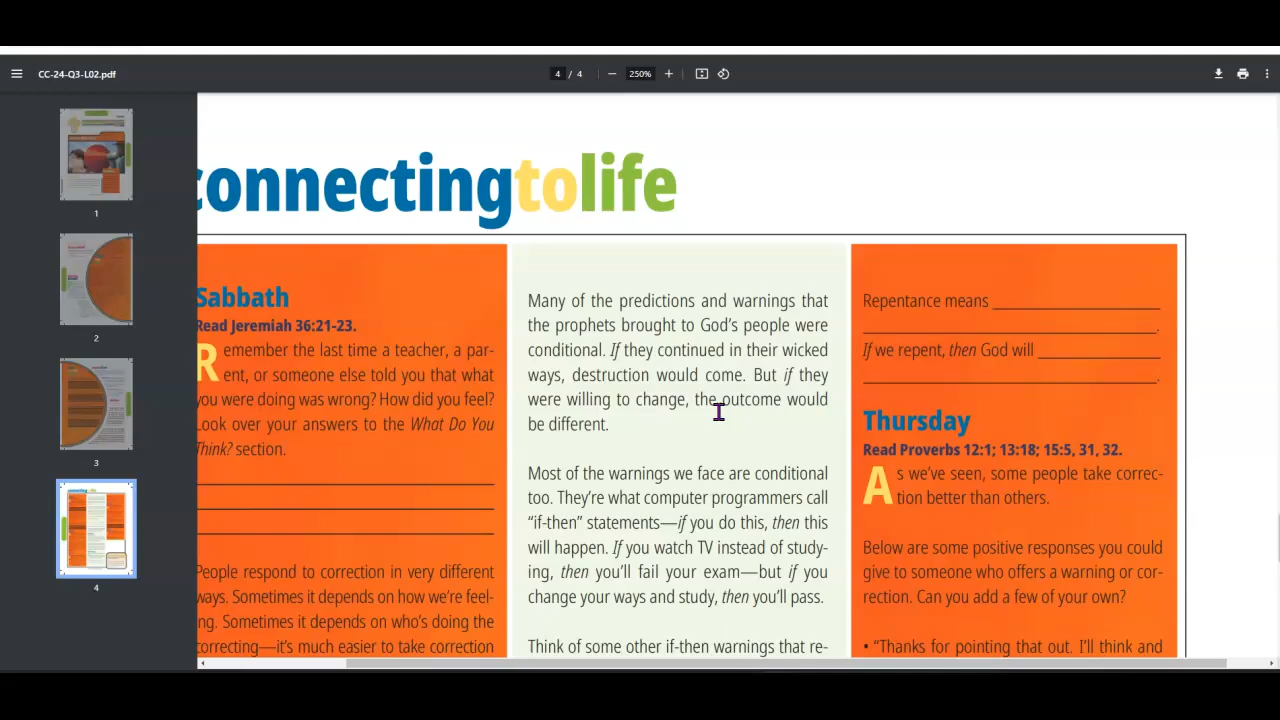 CC-24-Q3-L02.pdf
4 / 4
250%
1
2
3
4
connectingtolife
Sabbath
Read Jeremiah 36:21-23.
Remember the last time a teacher, a par-
ent, or someone else told you that what
you were doing was wrong? How did you feel?
Look over your answers to the What Do You
Think? section.
People respond to correction in very different
ways. Sometimes it depends on how we're feel-
ing. Sometimes it depends on who's doing the
correcting—it's much easier to take correction
Many of the predictions and warnings that
the prophets brought to God's people were
conditional. If they continued in their wicked
ways, destruction would come. But if they
were willing to change, the outcome would
be different.
Most of the warnings we face are conditional
too. They're what computer programmers call
"if-then" statements—if you do this, then this
will happen. If you watch TV instead of study-
ing, then you'll fail your exam—but if you
change your ways and study, then you'll pass.
Think of some other if-then warnings that re-
Repentance means ____________________
____________________.
If we repent, then God will ____________________
____________________.
Thursday
Read Proverbs 12:1; 13:18; 15:5, 31, 32.
As we've seen, some people take correc-
tion better than others.
Below are some positive responses you could
give to someone who offers a warning or cor-
rection. Can you add a few of your own?
• "Thanks for pointing that out. I'll think and